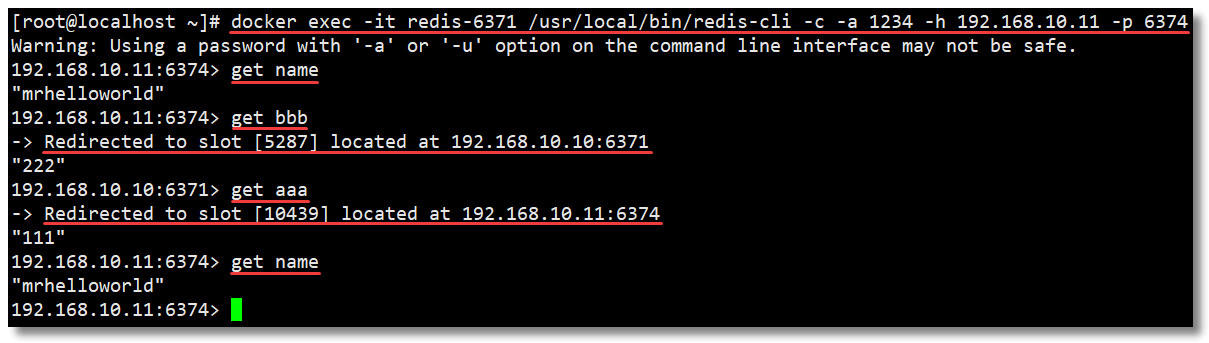 [root@localhost ~]# docker exec -it redis-6371 /usr/local/bin/redis-cli -c -a 1234 -h 192.168.10.11 -p 6374
Warning: Using a password with '-a' or '-u' option on the command line interface may not be safe.
192.168.10.11:6374> get name
"mrhelloworld"
192.168.10.11:6374> get bbb
-> Redirected to slot [5287] located at 192.168.10.10:6371
"222"
192.168.10.10:6371> get aaa
-> Redirected to slot [10439] located at 192.168.10.11:6374
"111"
192.168.10.11:6374> get name
"mrhelloworld"
192.168.10.11:6374>